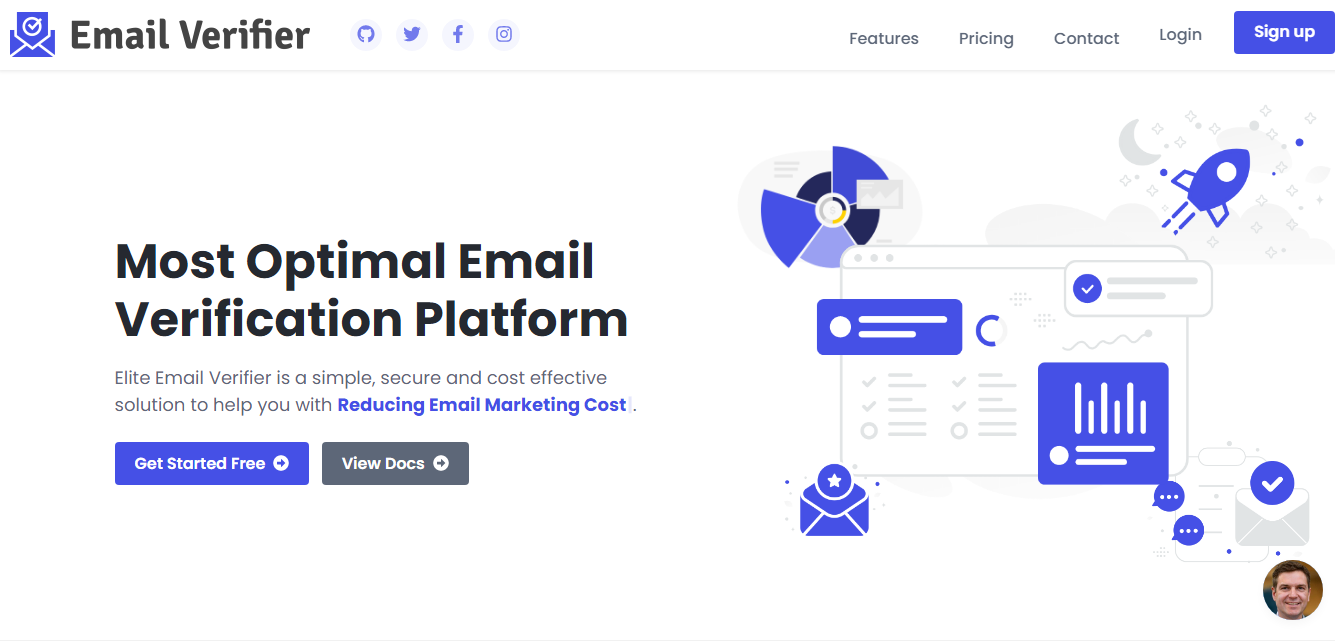 Email Verifier
Features
Pricing
Contact
Login
Sign up
Most Optimal Email
Verification Platform
Elite Email Verifier is a simple, secure and cost effective
solution to help you with Reducing Email Marketing Cost|.
Get Started Free
View Docs